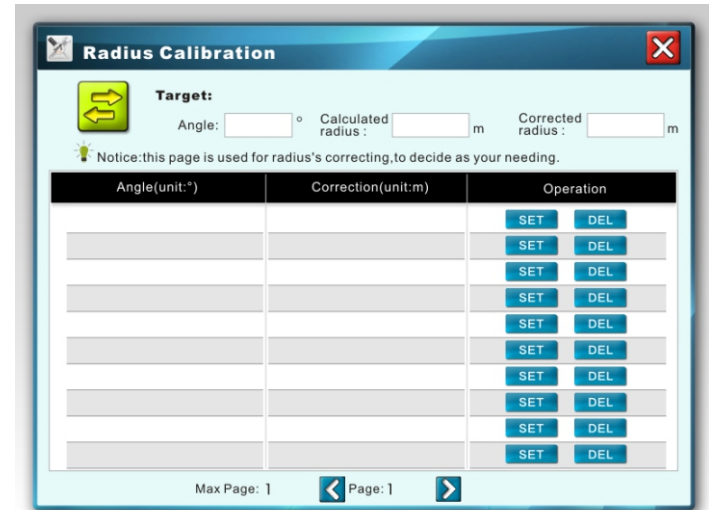 Radius Calibration
Target:
Angle: ° Calculated radius : m Corrected radius : m
Notice:this page is used for radius's correcting,to decide as your needing.
Angle(unit:°) Correction(unit:m) Operation
SET DEL
SET DEL
SET DEL
SET DEL
SET DEL
SET DEL
SET DEL
SET DEL
SET DEL
SET DEL
Max Page: 1 Page: 1